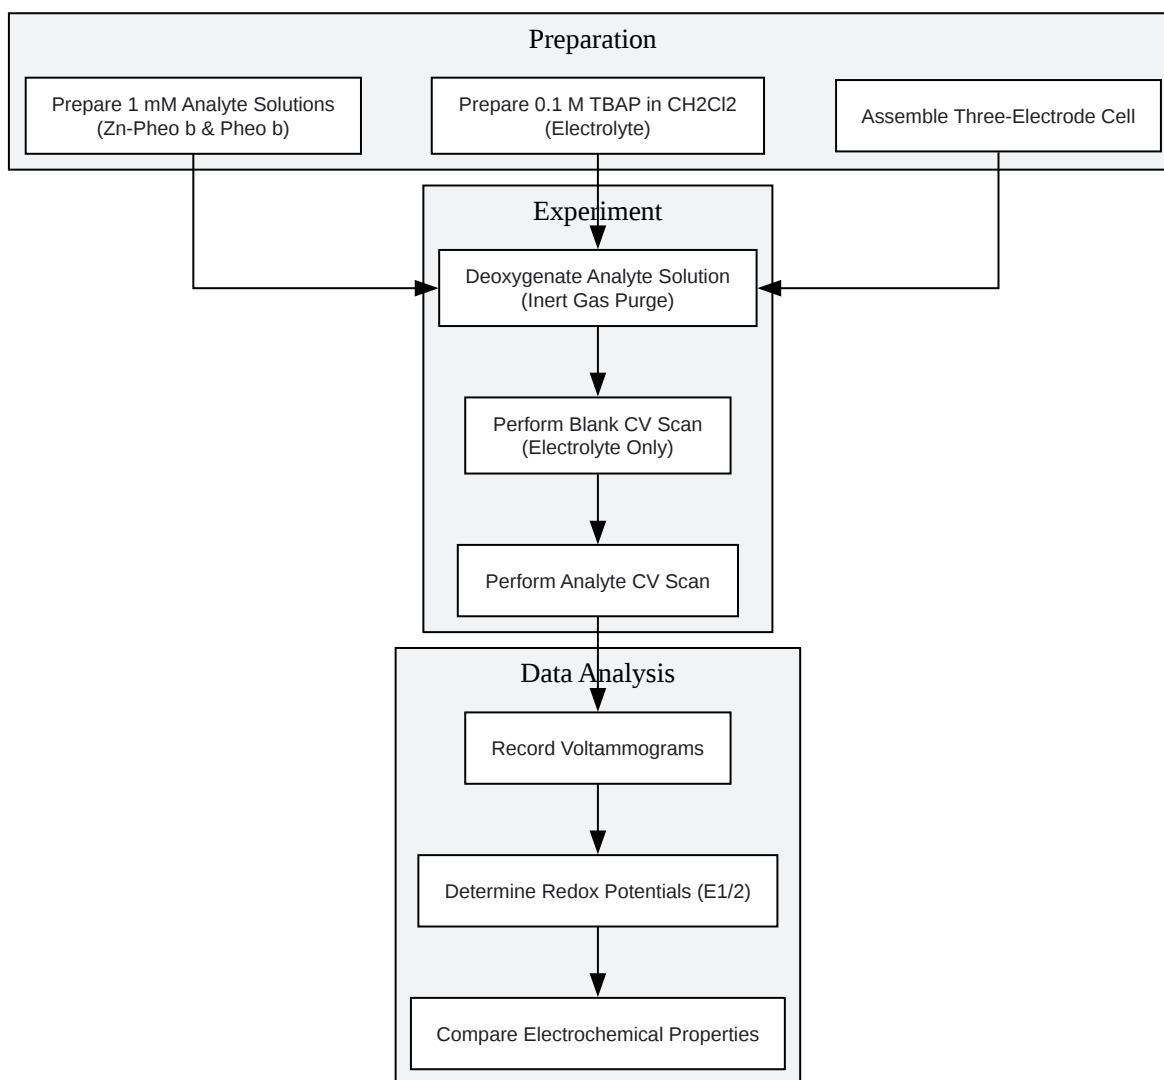 Preparation
Prepare 1 mM Analyte Solutions
(Zn-Pheo b & Pheo b)
Prepare 0.1 M TBAP in CH2Cl2
(Electrolyte)
Assemble Three-Electrode Cell
Experiment
Deoxygenate Analyte Solution
(Inert Gas Purge)
Perform Blank CV Scan
(Electrolyte Only)
Perform Analyte CV Scan
Data Analysis
Record Voltammograms
Determine Redox Potentials (E1/2)
Compare Electrochemical Properties